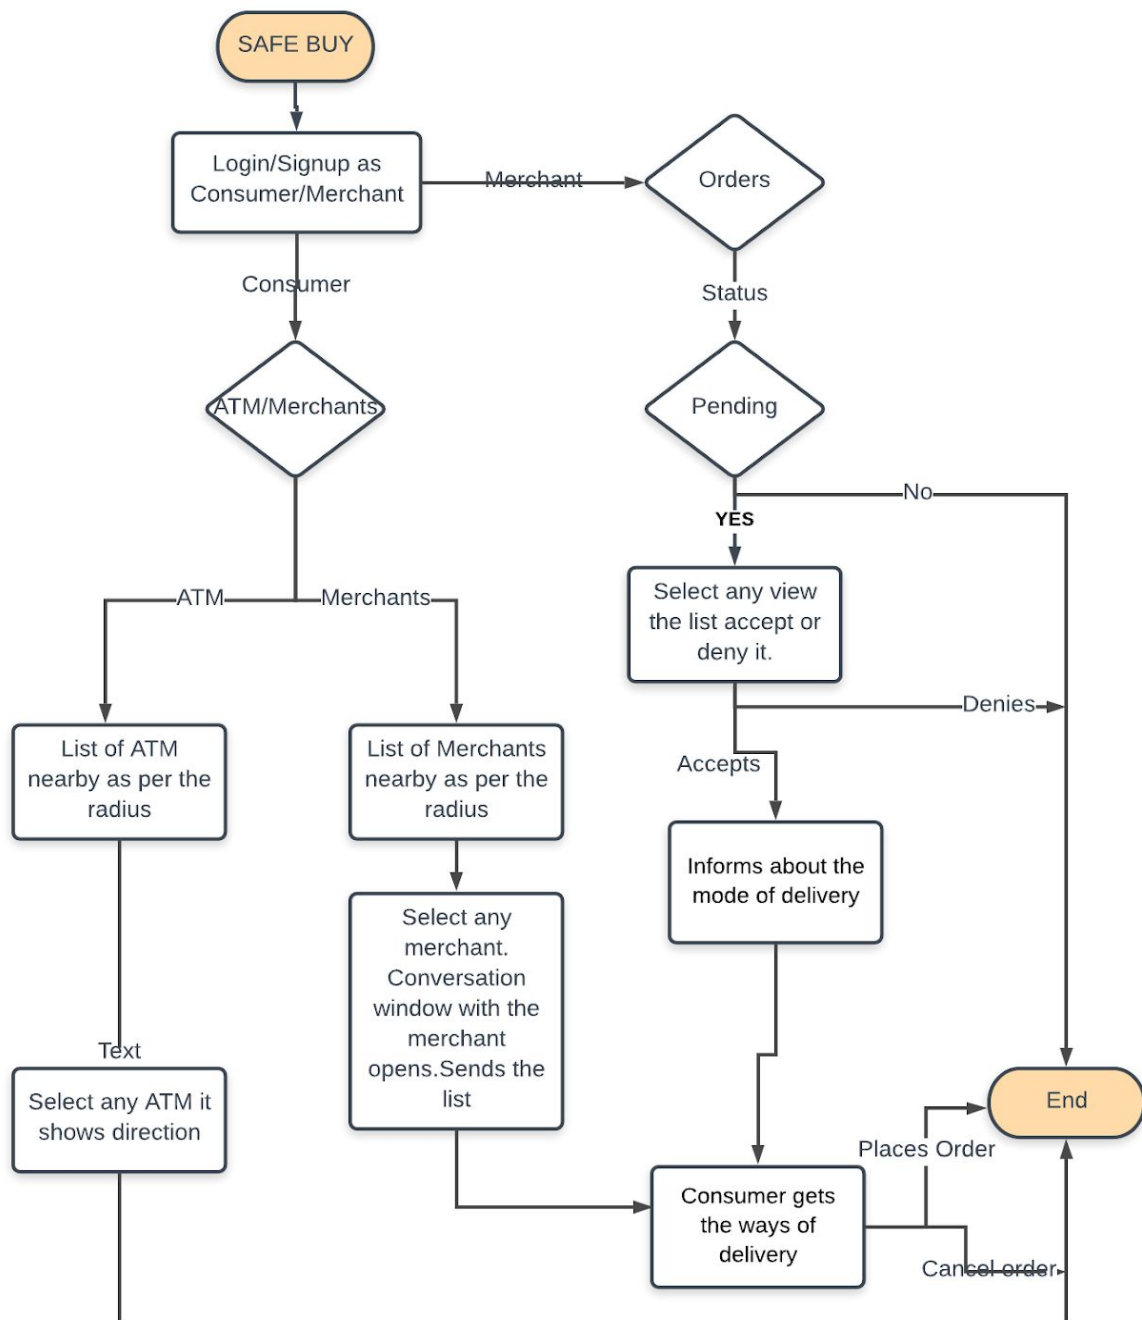 SAFE BUY
Login/Signup as
Consumer/Merchant
Merchant
Orders
Consumer
Status
ATM/Merchants
Pending
No
YES
Select any view
the list accept or
deny it.
ATM
Merchants
Denies
List of ATM
nearby as per the
radius
List of Merchants
nearby as per the
radius
Accepts
Informs about the
mode of delivery
Select any
merchant.
Conversation
window with the
merchant
opens.Sends the
list
Text
Select any ATM it
shows direction
End
Places Order
Consumer gets
the ways of
delivery
Cancel order